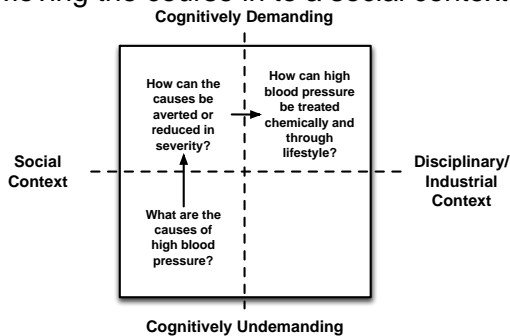 Moving the course in to a social context
Cognitively Demanding
How can the
causes be
averted or
reduced in
severity?
How can high
blood pressure
be treated
chemically and
through
lifestyle?
Social
Context
Disciplinary/
Industrial
Context
What are the
causes of
high blood
pressure?
Cognitively Undemanding